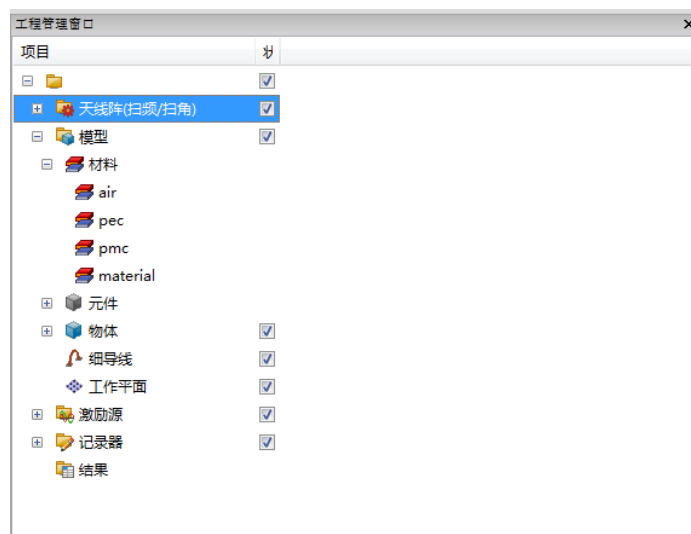 工程管理窗口
项目 状
天线阵(扫频/扫角)
模型
材料
air
pec
pmc
material
元件
物体
细导线
工作平面
激励源
记录器
结果